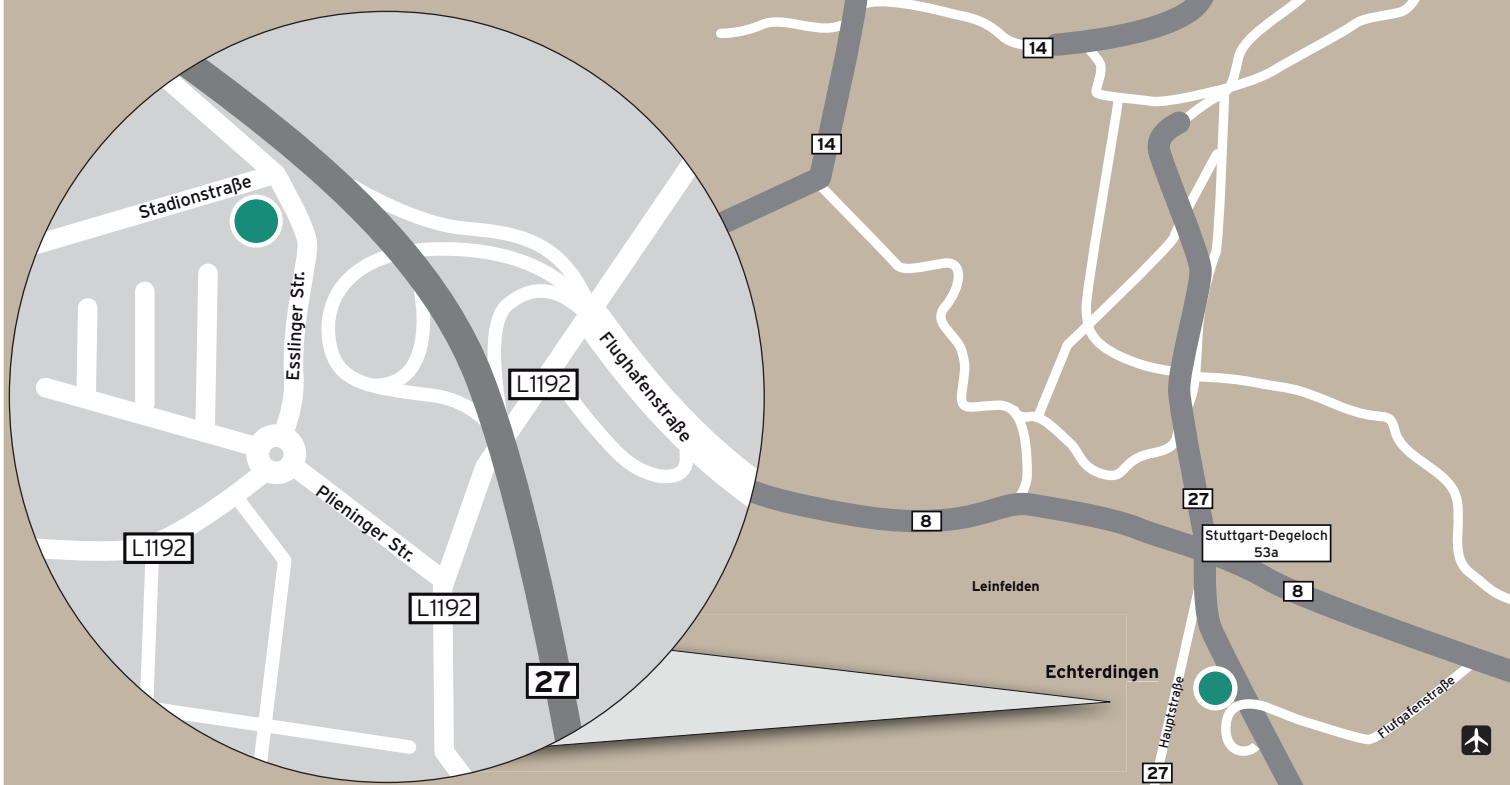 14
14
Stadionstraße
Esslinger Str.
Flughafenstraße
L1192
Plieninger Str.
L1192
L1192
27
8
27
Stuttgart-Degeloch
53a
8
Leinfelden
Echterdingen
Hauptstraße
Flufgafenstraße
27